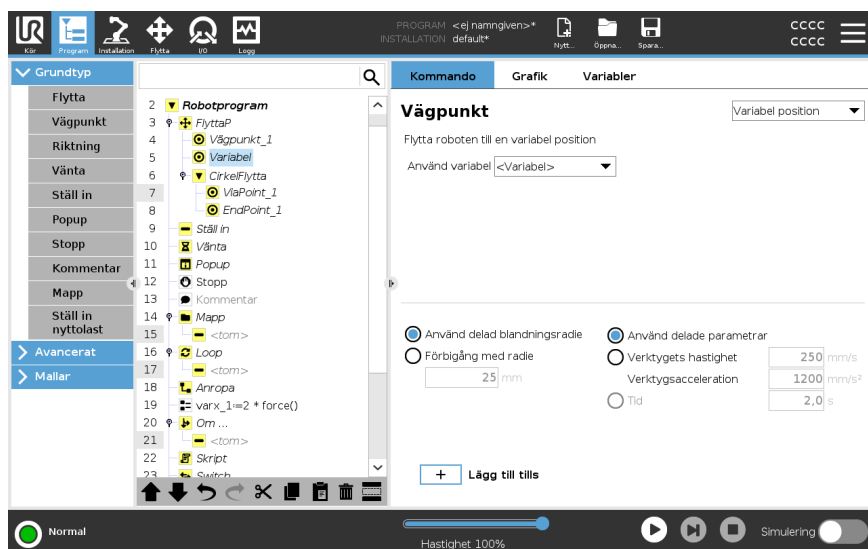 PROGRAM <ej namngiven>*
INSTALLATION default*
CCCC
CCCC
Kör
Program
Installation
Flytta
I/O
Logg
Nytt...
Öppna...
Spara...
Grundtyp
Flytta
Vägpunkt
Riktning
Vänta
Ställ in
Popup
Stopp
Kommentar
Mapp
Ställ in
nyttolast
Avancerat
Mallar
2 Robotprogram
3 FlyttaP
4 Vägpunkt_1
5 Variabel
6 CirkelFlytta
7 ViaPoint_1
8 EndPoint_1
9 Ställ in
10 Vänta
11 Popup
12 Stopp
13 Kommentar
14 Mapp
15 <tom>
16 Loop
17 <tom>
18 Anropa
19 varx_1:=2 * force()
20 Om ...
21 <tom>
22 Skript
23 Switch
Kommando Grafik Variabler
Vägpunkt
Variabel position
Flytta roboten till en variabel position
Använd variabel <Variabel>
Använd delad blandningsradie
Förbigång med radie
25 mm
Använd delade parametrar
Verktygets hastighet 250 mm/s
Verktygsacceleration 1200 mm/s²
Tid 2,0 s
+ Lägg till tills
Normal
Hastighet 100%
Simulering